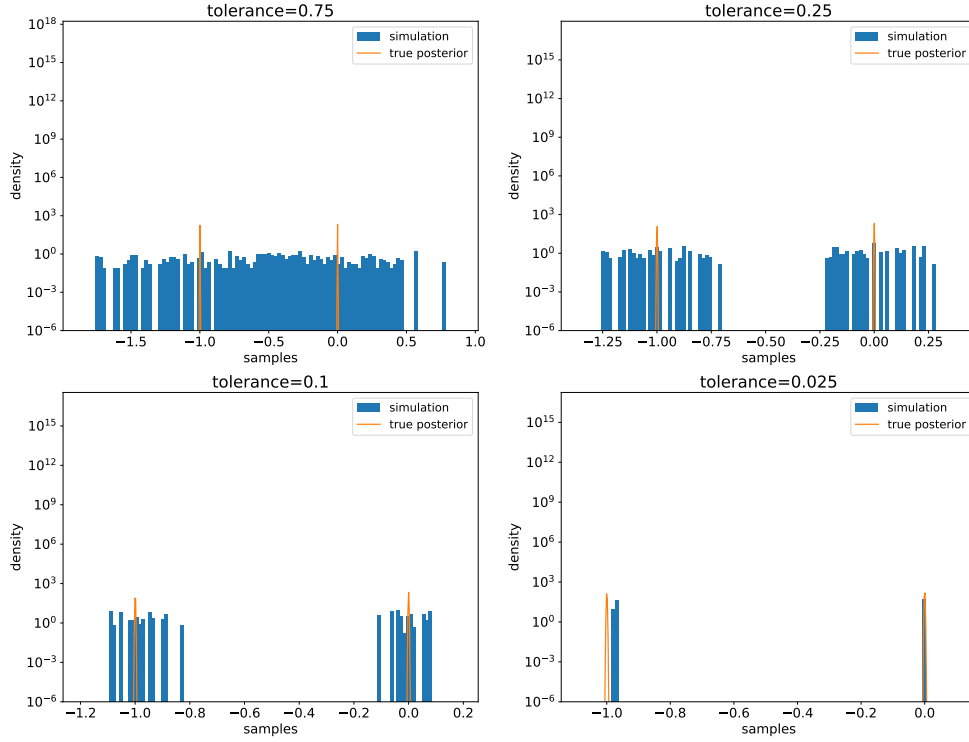 tolerance=0.75
10^18
10^15
10^12
10^9
10^6
10^3
10^0
10^−3
10^−6
density
simulation
true posterior
−1.5 −1.0 −0.5 0.0 0.5 1.0
samples
tolerance=0.25
10^15
10^12
10^9
10^6
10^3
10^0
10^−3
10^−6
density
simulation
true posterior
−1.25 −1.00 −0.75 −0.50 −0.25 0.00 0.25
samples
tolerance=0.1
10^15
10^12
10^9
10^6
10^3
10^0
10^−3
10^−6
density
simulation
true posterior
−1.2 −1.0 −0.8 −0.6 −0.4 −0.2 0.0 0.2
samples
tolerance=0.025
10^15
10^12
10^9
10^6
10^3
10^0
10^−3
10^−6
density
simulation
true posterior
−1.0 −0.8 −0.6 −0.4 −0.2 0.0
samples